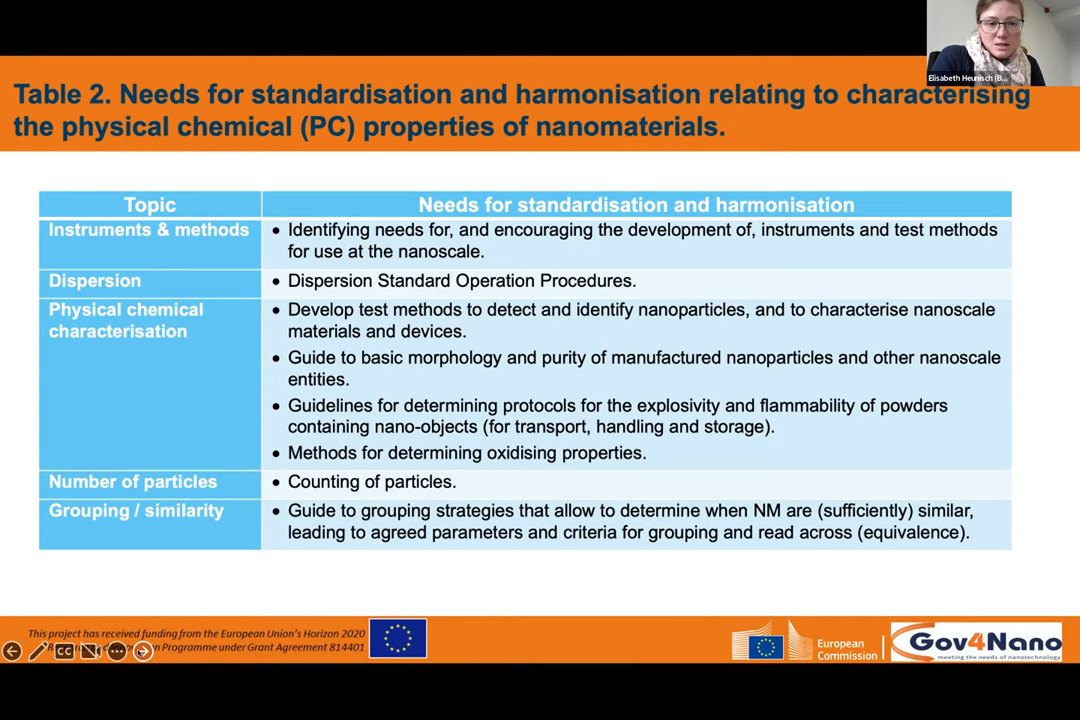 Elisabeth Heunisch (B...
Table 2. Needs for standardisation and harmonisation relating to characterising
the physical chemical (PC) properties of nanomaterials.
Topic
Needs for standardisation and harmonisation
Instruments & methods
• Identifying needs for, and encouraging the development of, instruments and test methods
for use at the nanoscale.
Dispersion
• Dispersion Standard Operation Procedures.
Physical chemical
characterisation
• Develop test methods to detect and identify nanoparticles, and to characterise nanoscale
materials and devices.
• Guide to basic morphology and purity of manufactured nanoparticles and other nanoscale
entities.
• Guidelines for determining protocols for the explosivity and flammability of powders
containing nano-objects (for transport, handling and storage).
• Methods for determining oxidising properties.
Number of particles
• Counting of particles.
Grouping / similarity
• Guide to grouping strategies that allow to determine when NM are (sufficiently) similar,
leading to agreed parameters and criteria for grouping and read across (equivalence).
This project has received funding from the European Union's Horizon 2020
Programme under Grant Agreement 814401
CC
European
Commission
Gov4Nano
meeting the needs of nanotechnology